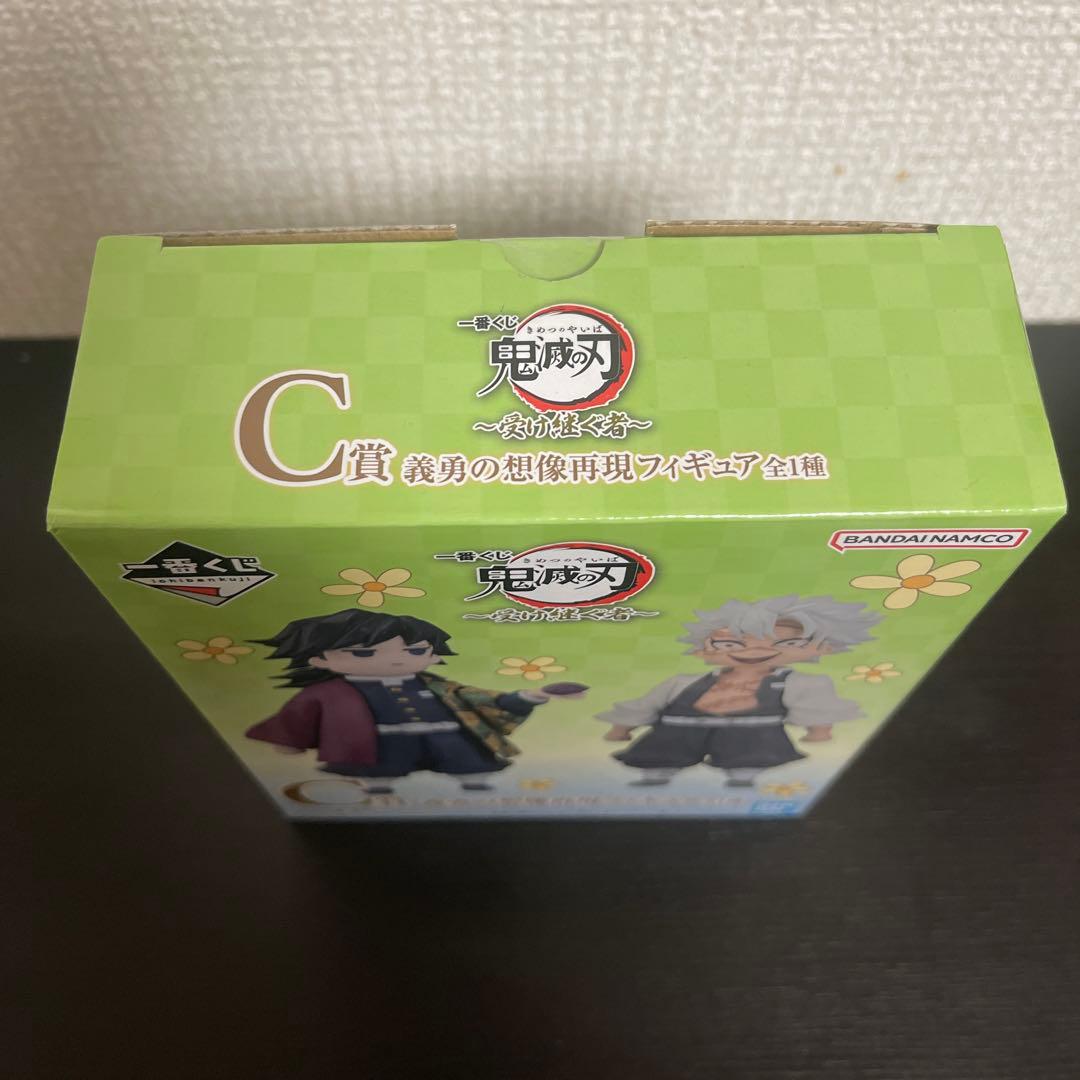 一番くじ
きめつのやいば
鬼滅の刃
~受け継ぐ者~
C賞 義勇の想像再現フィギュア 全1種
一番くじ
ichibankuji
一番くじ
きめつのやいば
鬼滅の刃
~受け継ぐ者~
BANDAI NAMCO